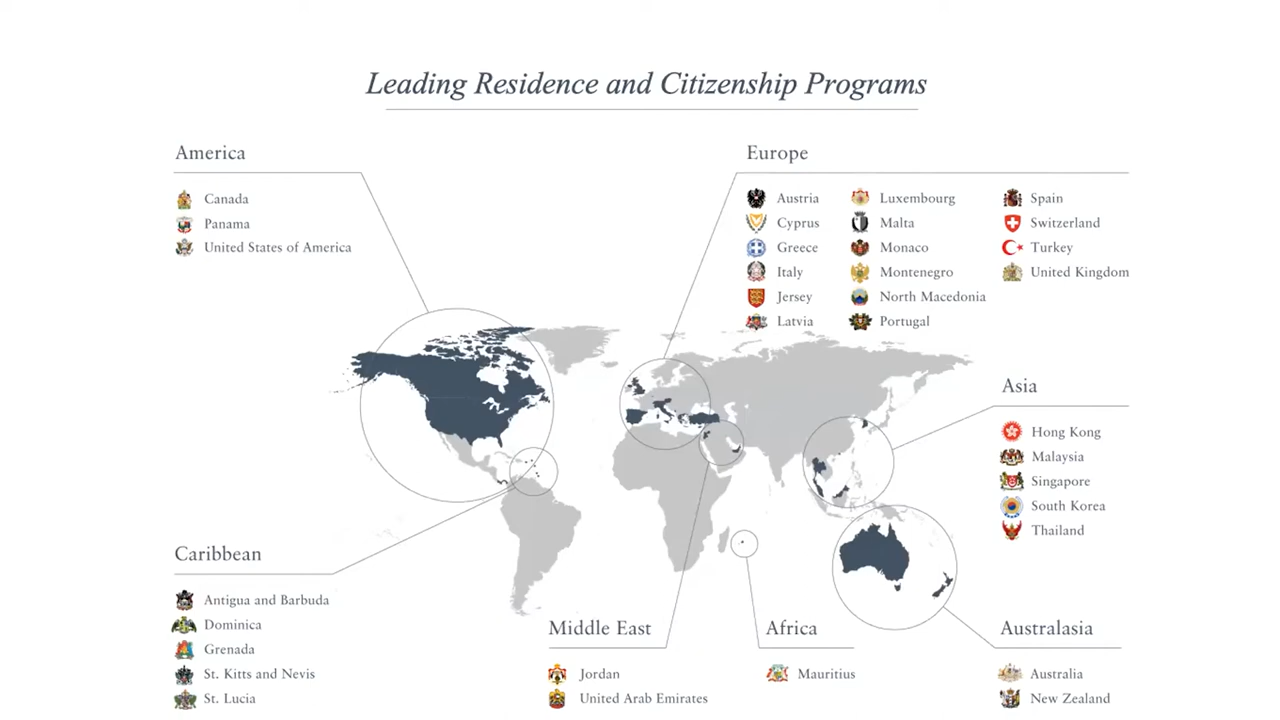 Leading Residence and Citizenship Programs
America
Canada
Panama
United States of America
Europe
Austria
Cyprus
Greece
Italy
Jersey
Latvia
Luxembourg
Malta
Monaco
Montenegro
North Macedonia
Portugal
Spain
Switzerland
Turkey
United Kingdom
Asia
Hong Kong
Malaysia
Singapore
South Korea
Thailand
Caribbean
Antigua and Barbuda
Dominica
Grenada
St. Kitts and Nevis
St. Lucia
Middle East
Jordan
United Arab Emirates
Africa
Mauritius
Australasia
Australia
New Zealand